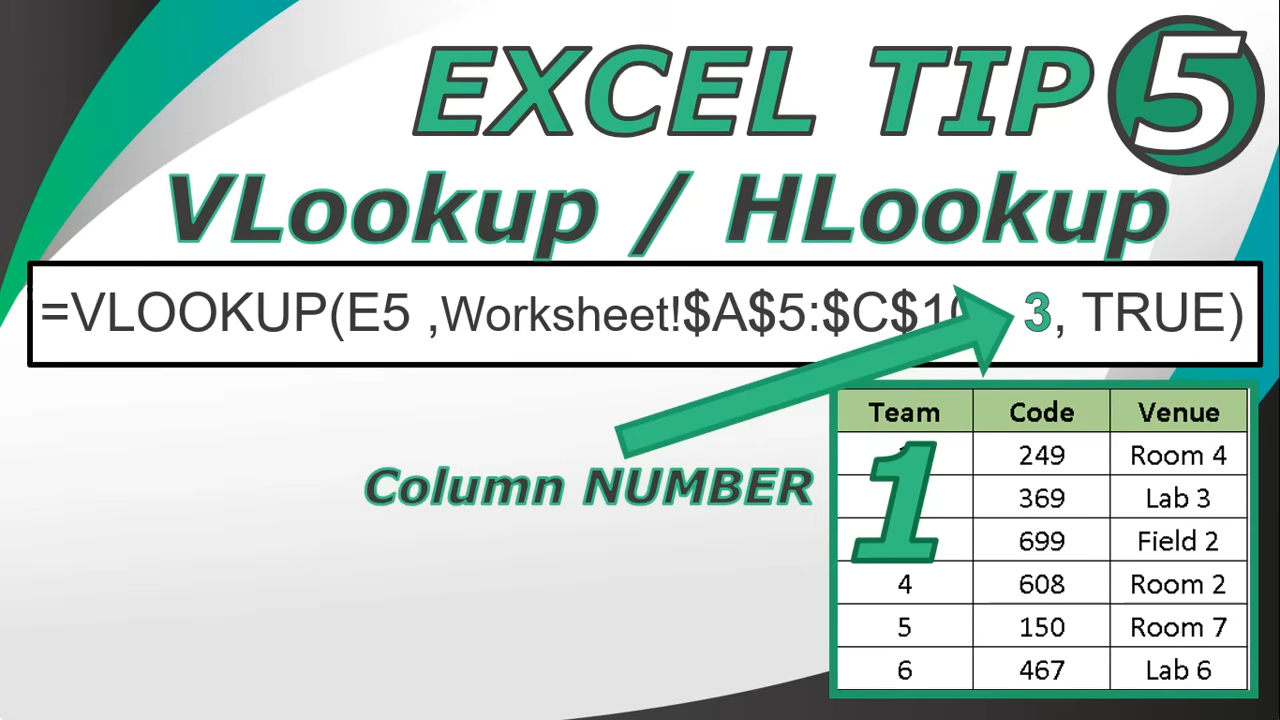 EXCEL TIP 5
VLookup / HLookup
=VLOOKUP(E5 ,Worksheet!$A$5:$C$10 3, TRUE)
Column NUMBER
Team Code Venue
1
249 Room 4
369 Lab 3
699 Field 2
4 608 Room 2
5 150 Room 7
6 467 Lab 6